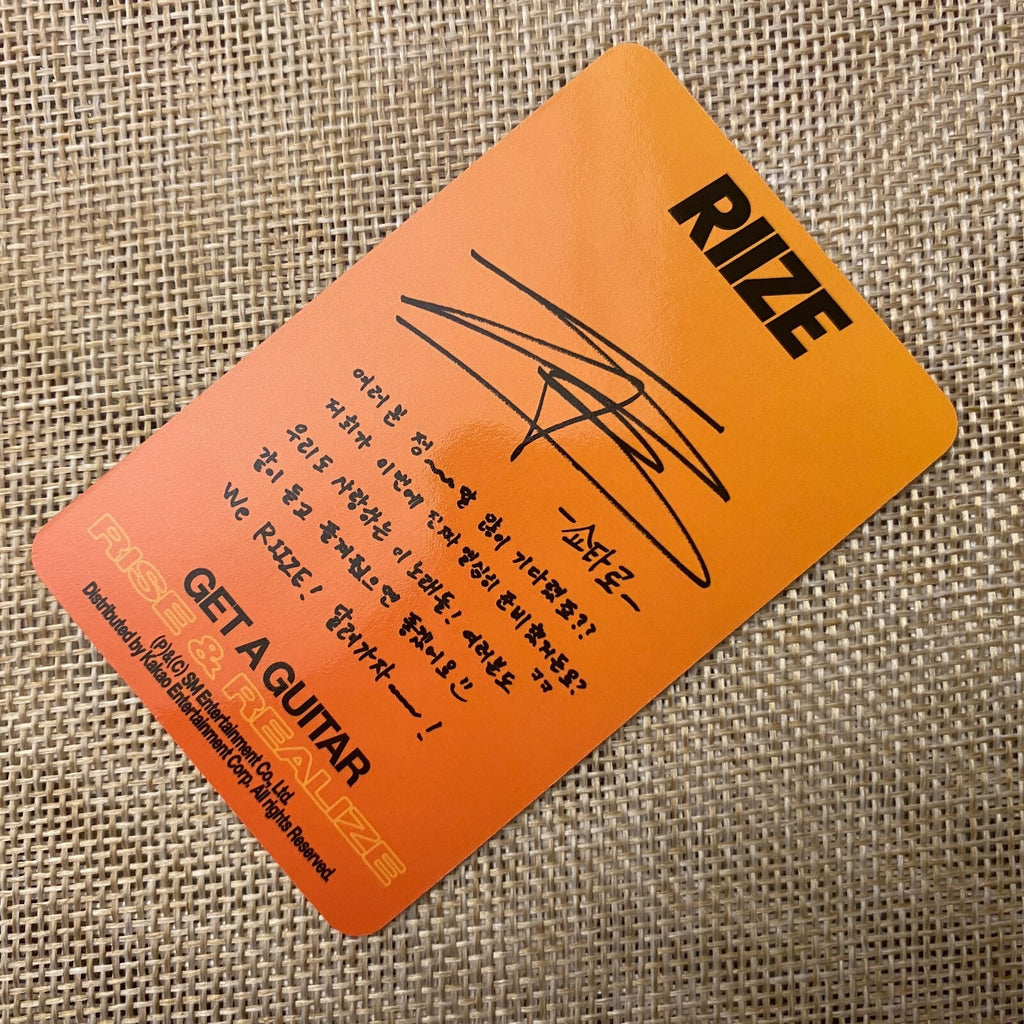 RIIZE
-쇼타로-
여러분 정~말 많이 기다렸죠??
저희가 이번에 진짜 열심히 준비했거든요? ㅋㅋ
우리도 사랑하는 이 노래들! 여러분도
같이 듣고 즐겨줬으면 좋겠어요
We RIIZE! 달려가자~!
GET A GUITAR
RISE & REALIZE
(P)&(C) SM Entertainment Co., Ltd.
Distributed by Kakao Entertainment Corp. All rights Reserved.